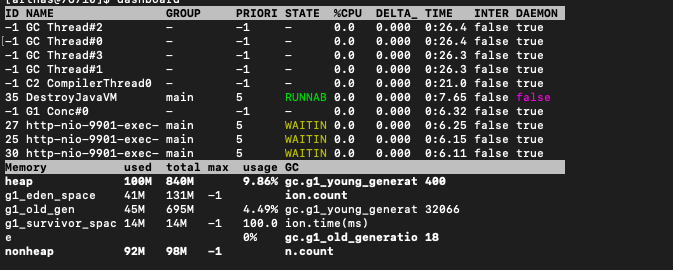 [arthas@76710]$ dashboard
ID NAME GROUP PRIORI STATE %CPU DELTA_ TIME INTER DAEMON
-1 GC Thread#2 - -1 - 0.0 0.000 0:26.4 false true
-1 GC Thread#0 - -1 - 0.0 0.000 0:26.4 false true
-1 GC Thread#3 - -1 - 0.0 0.000 0:26.3 false true
-1 GC Thread#1 - -1 - 0.0 0.000 0:26.3 false true
-1 C2 CompilerThread0 - -1 - 0.0 0.000 0:21.0 false true
35 DestroyJavaVM main 5 RUNNAB 0.0 0.000 0:7.65 false false
-1 G1 Conc#0 - -1 - 0.0 0.000 0:6.32 false true
27 http-nio-9901-exec- main 5 WAITIN 0.0 0.000 0:6.25 false true
25 http-nio-9901-exec- main 5 WAITIN 0.0 0.000 0:6.15 false true
30 http-nio-9901-exec- main 5 WAITIN 0.0 0.000 0:6.11 false true
Memory used total max usage GC
heap 100M 840M 9.86% gc.g1_young_generat 400
g1_eden_space 41M 131M -1 ion.count
g1_old_gen 45M 695M 4.49% gc.g1_young_generat 32066
g1_survivor_spac 14M 14M -1 100.0 ion.time(ms)
e 0% gc.g1_old_generatio 18
nonheap 92M 98M -1 n.count